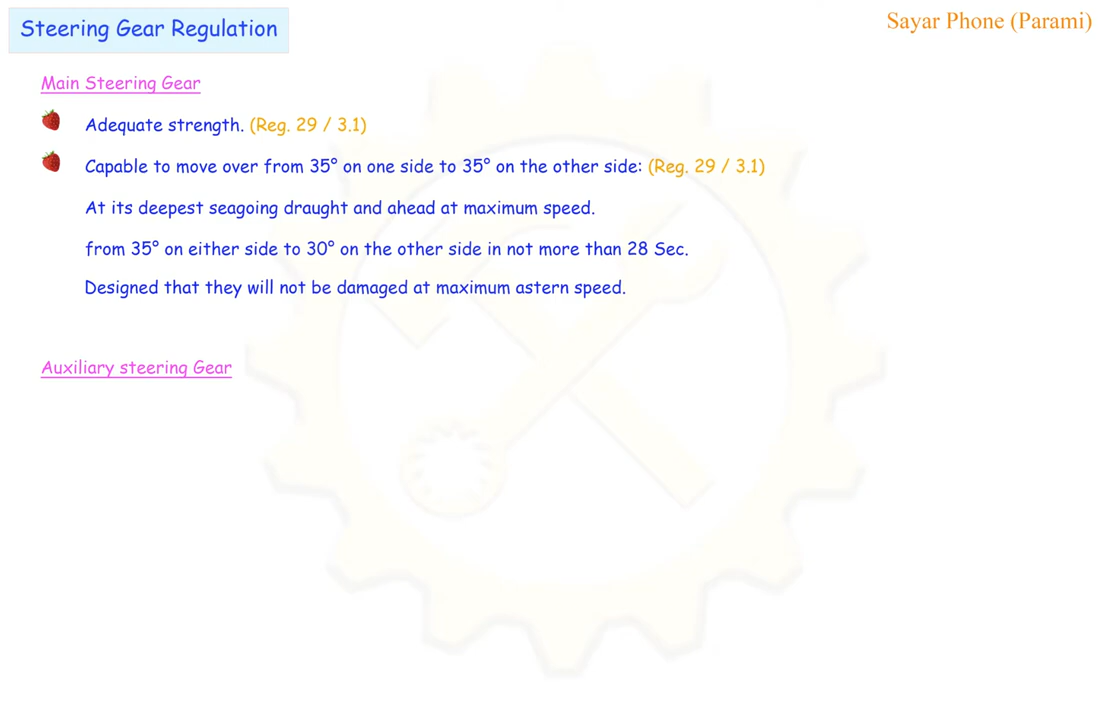 Steering Gear Regulation
Sayar Phone (Parami)
Main Steering Gear
Adequate strength. (Reg. 29 / 3.1)
Capable to move over from 35° on one side to 35° on the other side: (Reg. 29 / 3.1)
At its deepest seagoing draught and ahead at maximum speed.
from 35° on either side to 30° on the other side in not more than 28 Sec.
Designed that they will not be damaged at maximum astern speed.
Auxiliary steering Gear